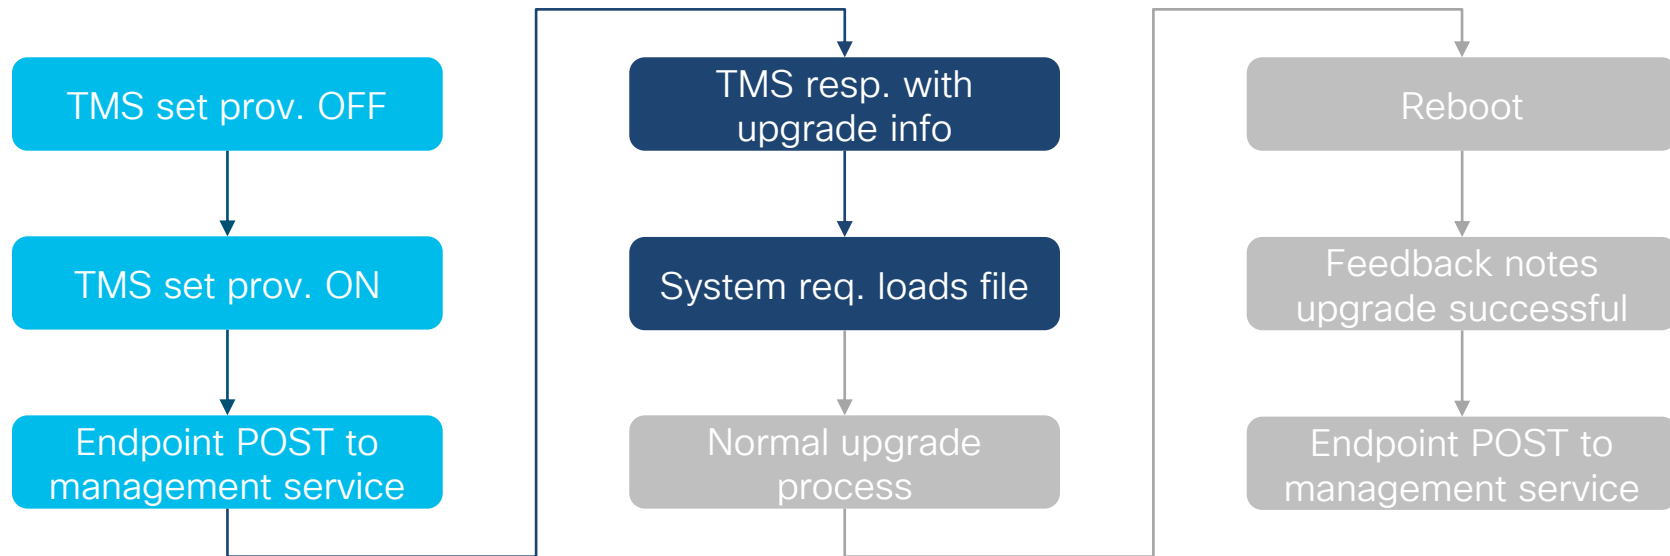 TMS set prov. OFF
TMS set prov. ON
Endpoint POST to
management service
TMS resp. with
upgrade info
System req. loads file
Normal upgrade
process
Reboot
Feedback notes
upgrade successful
Endpoint POST to
management service